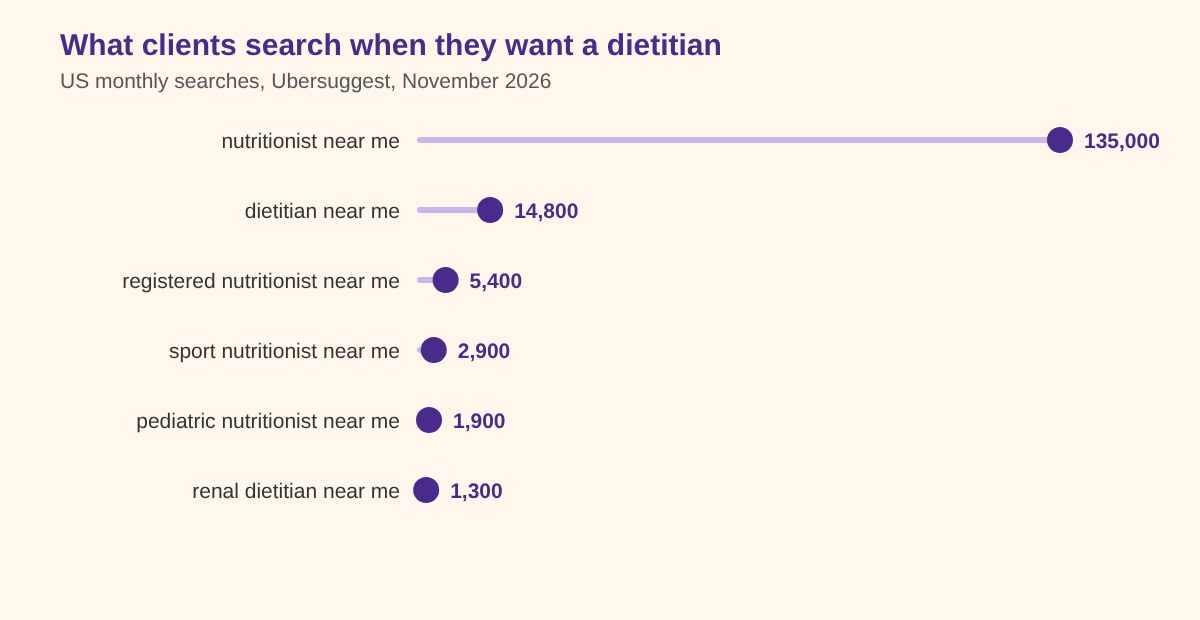 What clients search when they want a dietitian
US monthly searches, Ubersuggest, November 2026
nutritionist near me 135,000
dietitian near me 14,800
registered nutritionist near me 5,400
sport nutritionist near me 2,900
pediatric nutritionist near me 1,900
renal dietitian near me 1,300